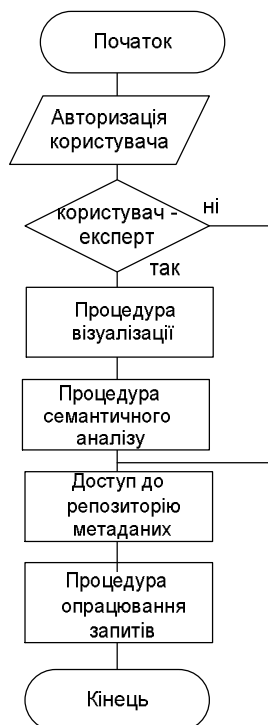 Початок
Авторизація
користувача
користувач -
експерт
ні
так
Процедура
візуалізації
Процедура
семантичного
аналізу
Доступ до
репозиторію
метаданих
Процедура
опрацювання
запитів
Кінець